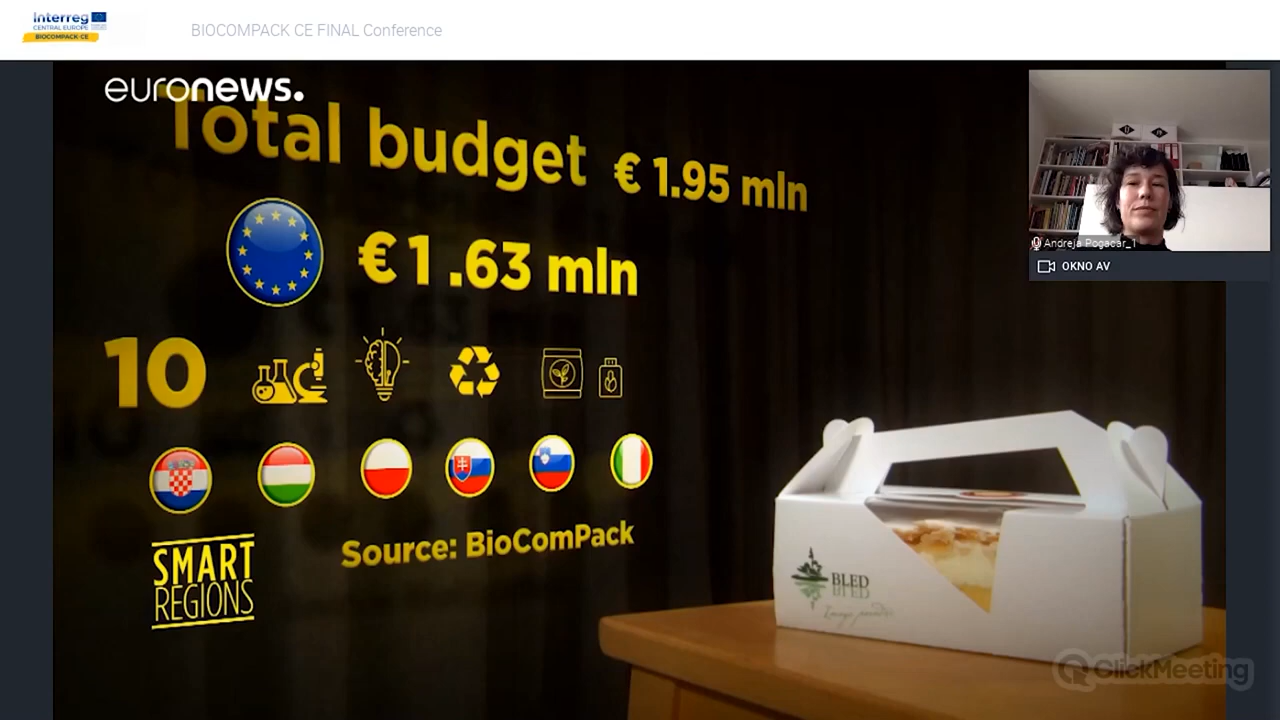 Interreg
CENTRAL EUROPE
BIOCOMPACK-CE
BIOCOMPACK CE FINAL Conference
euronews.
Total budget € 1.95 mln
€ 1.63 mln
10
SMART
REGIONS
Source: BioComPack
BLED
Andreja Pogacar_1
OKNO AV
ClickMeeting